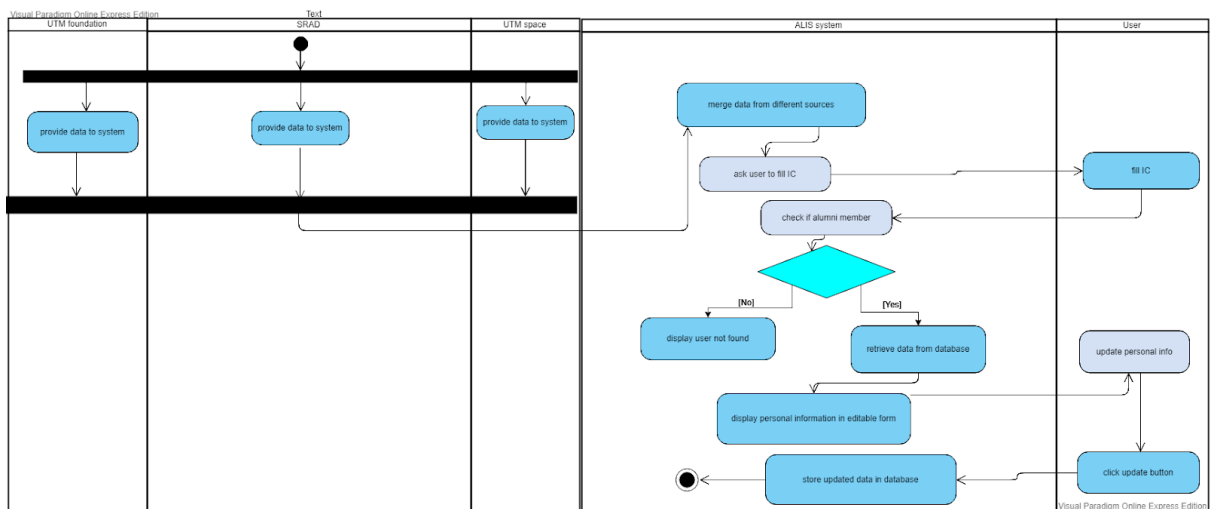 Visual Paradigm Online Express Edition
Text
UTM foundation
SRAD
UTM space
ALIS system
User
provide data to system
provide data to system
provide data to system
merge data from different sources
ask user to fill IC
fill IC
check if alumni member
[No]
[Yes]
display user not found
retrieve data from database
update personal info
display personal information in editable form
store updated data in database
click update button
Visual Paradigm Online Express Edition